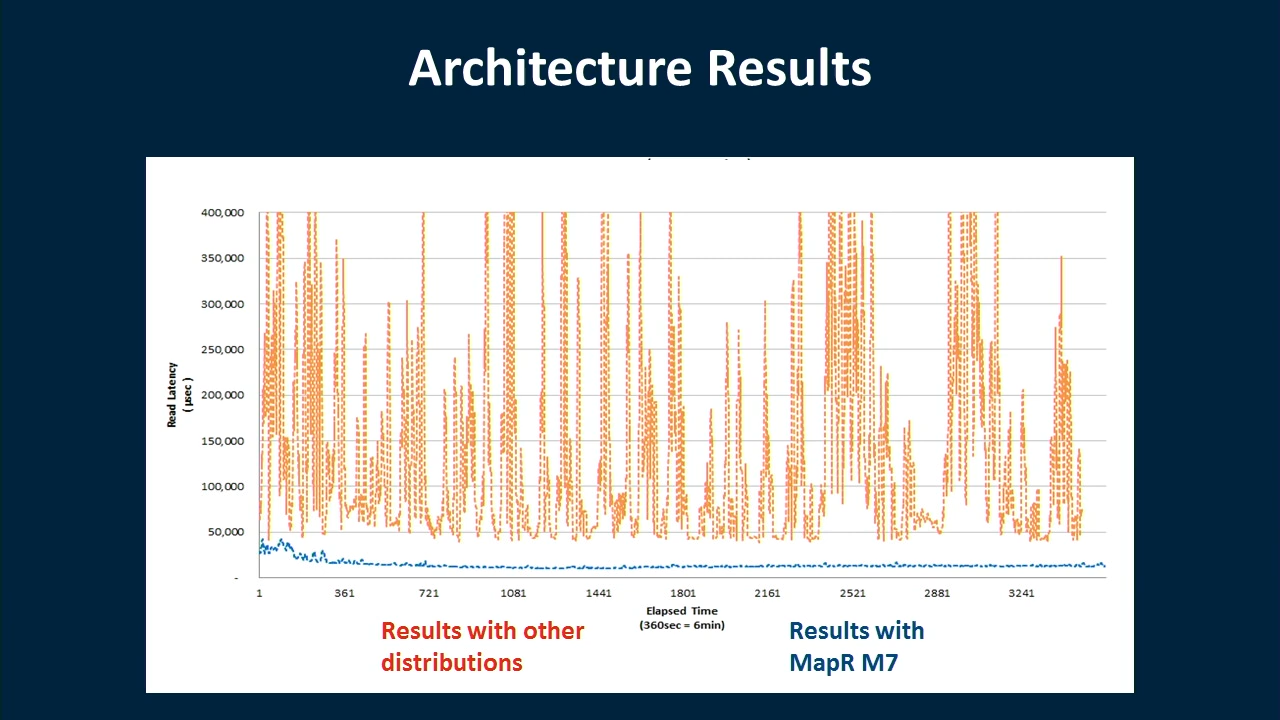 Architecture Results
400,000
350,000
300,000
250,000
200,000
150,000
100,000
50,000
-
Read Latency
(µsec )
1 361 721 1081 1441 1801 2161 2521 2881 3241
Elapsed Time
(360sec = 6min)
Results with other
distributions
Results with
MapR M7